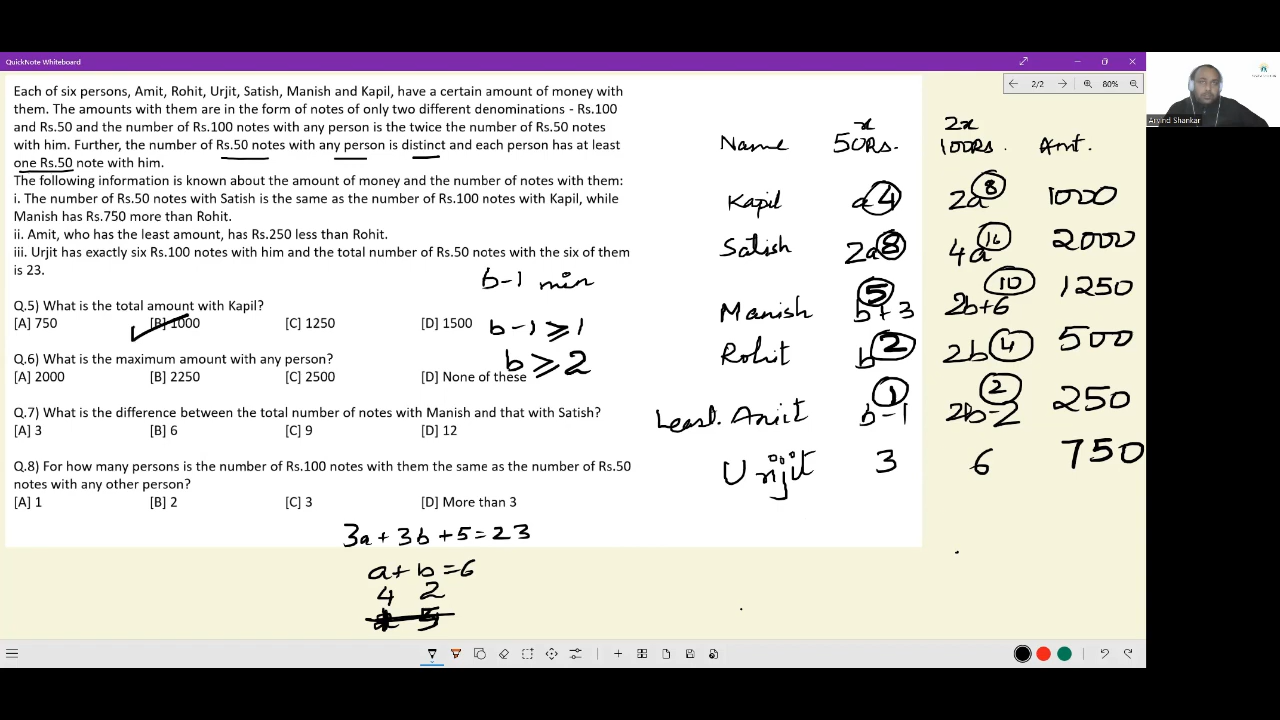 QuickNote Whiteboard
2/2
80%
Arvind Shankar
Each of six persons, Amit, Rohit, Urjit, Satish, Manish and Kapil, have a certain amount of money with
them. The amounts with them are in the form of notes of only two different denominations - Rs.100
and Rs.50 and the number of Rs.100 notes with any person is the twice the number of Rs.50 notes
with him. Further, the number of Rs.50 notes with any person is distinct and each person has at least
one Rs.50 note with him.
The following information is known about the amount of money and the number of notes with them:
i. The number of Rs.50 notes with Satish is the same as the number of Rs.100 notes with Kapil, while
Manish has Rs.750 more than Rohit.
ii. Amit, who has the least amount, has Rs.250 less than Rohit.
iii. Urjit has exactly six Rs.100 notes with him and the total number of Rs.50 notes with the six of them
is 23.
b-1 min
Q.5) What is the total amount with Kapil?
[A] 750 [B] 1000 [C] 1250 [D] 1500
b-1 ⩾ 1
b ⩾ 2
Q.6) What is the maximum amount with any person?
[A] 2000 [B] 2250 [C] 2500 [D] None of these
Q.7) What is the difference between the total number of notes with Manish and that with Satish?
[A] 3 [B] 6 [C] 9 [D] 12
Q.8) For how many persons is the number of Rs.100 notes with them the same as the number of Rs.50
notes with any other person?
[A] 1 [B] 2 [C] 3 [D] More than 3
3a + 3b + 5 = 23
a + b = 6
4 2
5
x 2x
Name 50Rs. 100Rs. Amt.
Kapil a 4 2a 8 1000
Satish 2a 8 4a 16 2000
Manish b+3 5 2b+6 10 1250
Rohit b 2 2b 4 500
Least. Amit b-1 1 2b-2 2 250
Urjit 3 6 750